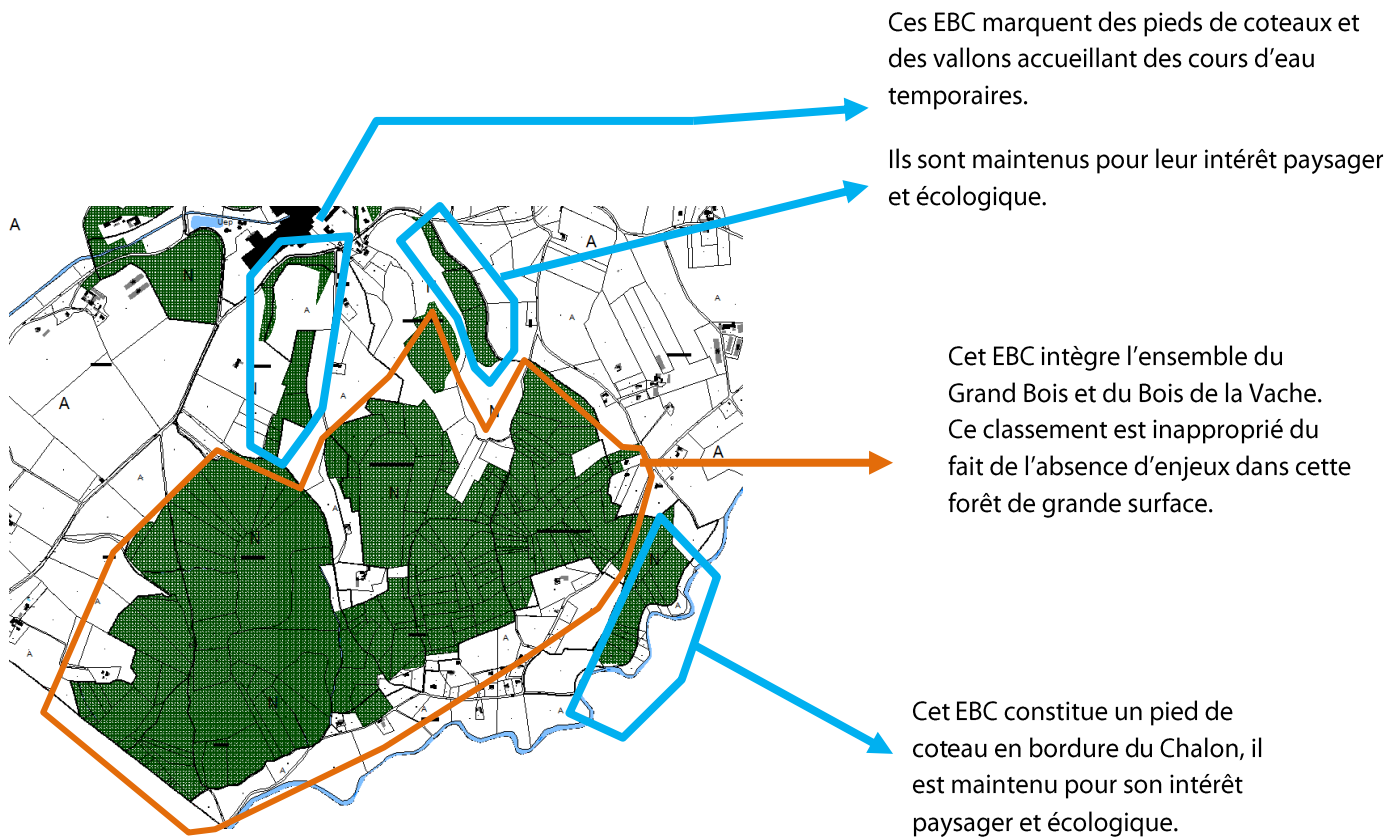 Ces EBC marquent des pieds de coteaux et
des vallons accueillant des cours d’eau
temporaires.
Ils sont maintenus pour leur intérêt paysager
et écologique.
Uep
A
A
N
A
A
A
N
A
A
N
A
Cet EBC intègre l’ensemble du
Grand Bois et du Bois de la Vache.
Ce classement est inapproprié du
fait de l’absence d’enjeux dans cette
forêt de grande surface.
A
A
N
A
N
N
A
A
A
A
N
A
A
Cet EBC constitue un pied de
coteau en bordure du Chalon, il
est maintenu pour son intérêt
paysager et écologique.